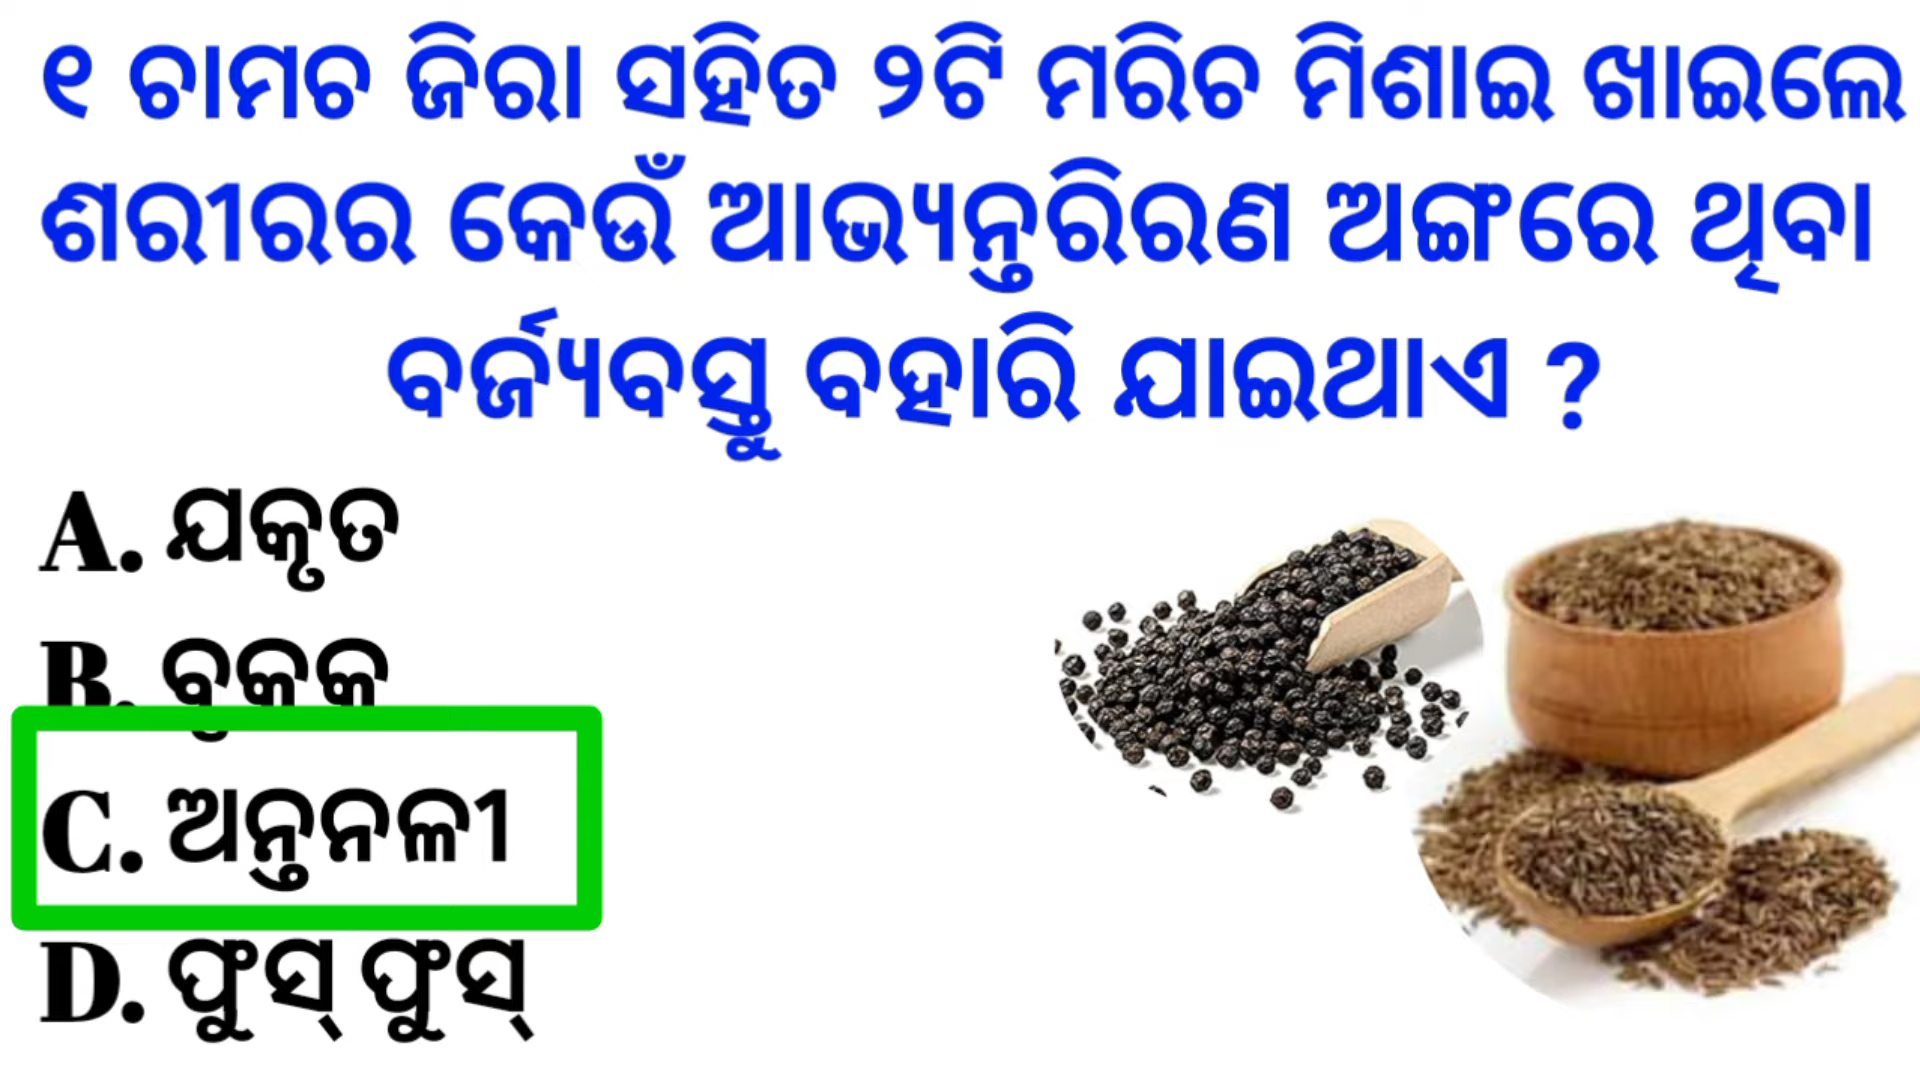 ୧ ଚାମଚ ଜିରା ସହିତ ୨ଟି ମରିଚ ମିଶାଇ ଖାଇଲେ
ଶରୀରର କେଉଁ ଆଭ୍ୟନ୍ତରିରଣ ଅଙ୍ଗରେ ଥିବା
ବର୍ଜ୍ୟବସ୍ତୁ ବହାରି ଯାଇଥାଏ ?
A. ଯକୃତ
B. ବୃକକ
C. ଅନ୍ତନଳୀ
D. ଫୁସ୍ ଫୁସ୍